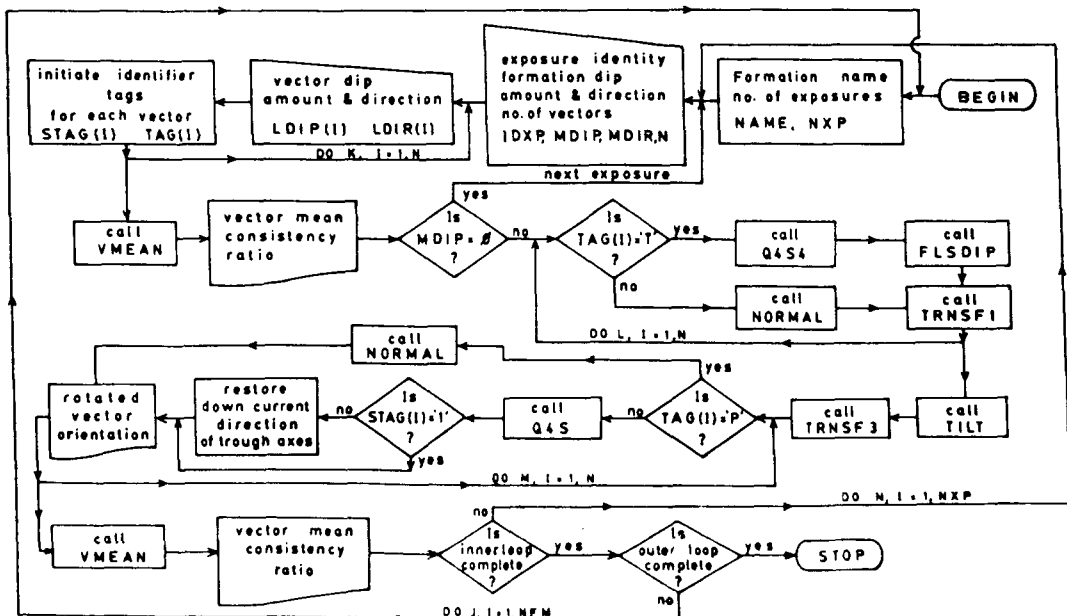 initiate identifier
tags
for each vector
STAG(I) TAG(I)
vector dip
amount & direction
LDIP(I) LDIR(I)
exposure identity
formation dip
amount & direction
no. of vectors
IDXP, MDIP, MDIR, N
Formation name
no. of exposures
NAME, NXP
BEGIN
DO K, I = 1, N
next exposure
call
VMEAN
vector mean
consistency
ratio
Is
MDIP = Ø
?
yes
no
Is
TAG(I)='T'
?
yes
no
call
Q4S4
call
FLSDIP
call
NORMAL
call
TRNSF1
DO L, I = 1, N
call
NORMAL
rotated
vector
orientation
restore
down current
direction
of trough axes
no
Is
STAG(I)='1'
?
yes
call
Q4S
no
yes
Is
TAG(I)='P'
?
call
TRNSF3
call
TILT
DO M, I = 1, N
DO N, I = 1, NXP
call
VMEAN
vector mean
consistency
ratio
no
Is
inner loop
complete
?
yes
Is
outer loop
complete
?
yes
no
STOP
DO J, I = 1, NFM